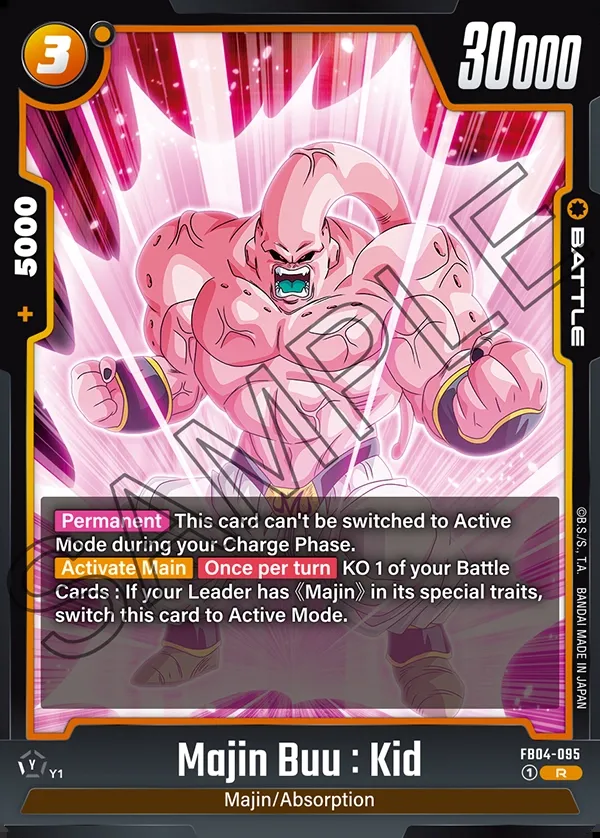 3
30000
+ 5000
BATTLE
SAMPLE
Permanent This card can't be switched to Active
Mode during your Charge Phase.
Activate Main Once per turn KO 1 of your Battle
Cards : If your Leader has《Majin》in its special traits,
switch this card to Active Mode.
©B.S./S., T.A. BANDAI MADE IN JAPAN
Y Y1
Majin Buu : Kid
FB04-095
1 R
Majin/Absorption